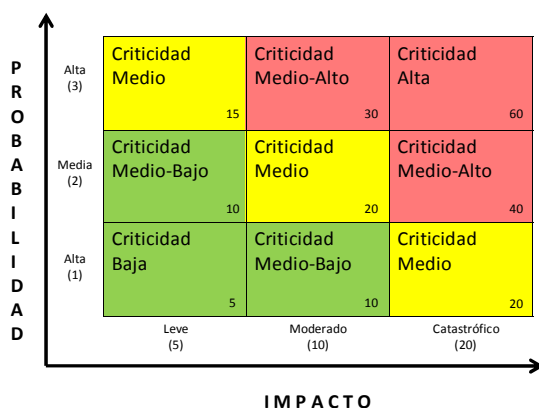 PROBABILIDAD
Alta
(3)
Criticidad
Medio
15
Criticidad
Medio-Alto
30
Criticidad
Alta
60
Media
(2)
Criticidad
Medio-Bajo
10
Criticidad
Medio
20
Criticidad
Medio-Alto
40
Alta
(1)
Criticidad
Baja
5
Criticidad
Medio-Bajo
10
Criticidad
Medio
20
Leve
(5)
Moderado
(10)
Catastrófico
(20)
IMPACTO